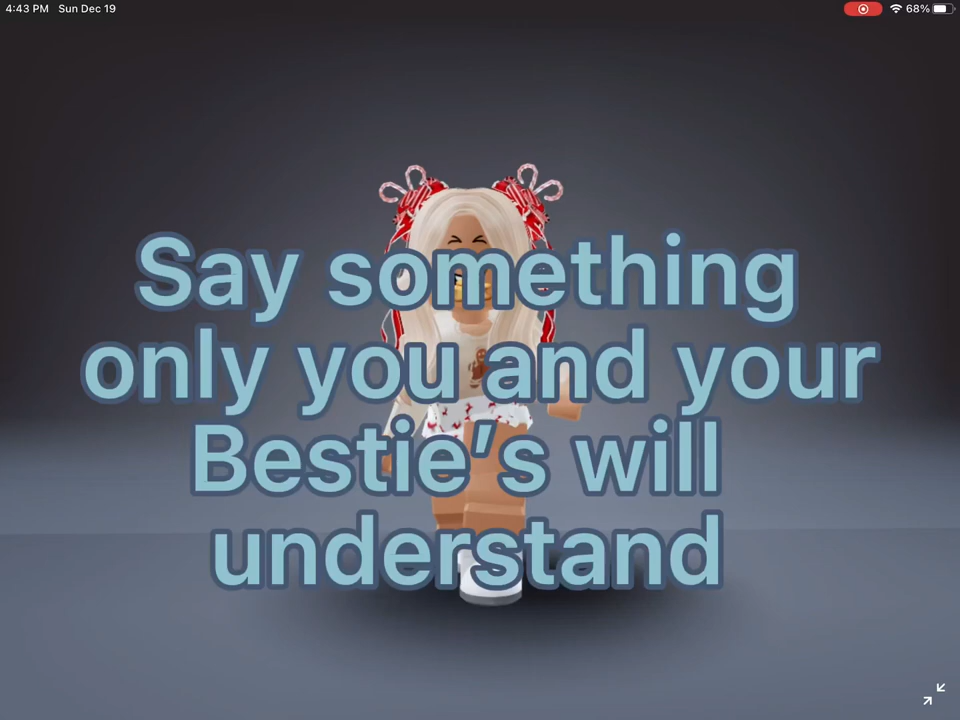 4:43 PM Sun Dec 19 68%
Say something
only you and your
Bestie’s will
understand